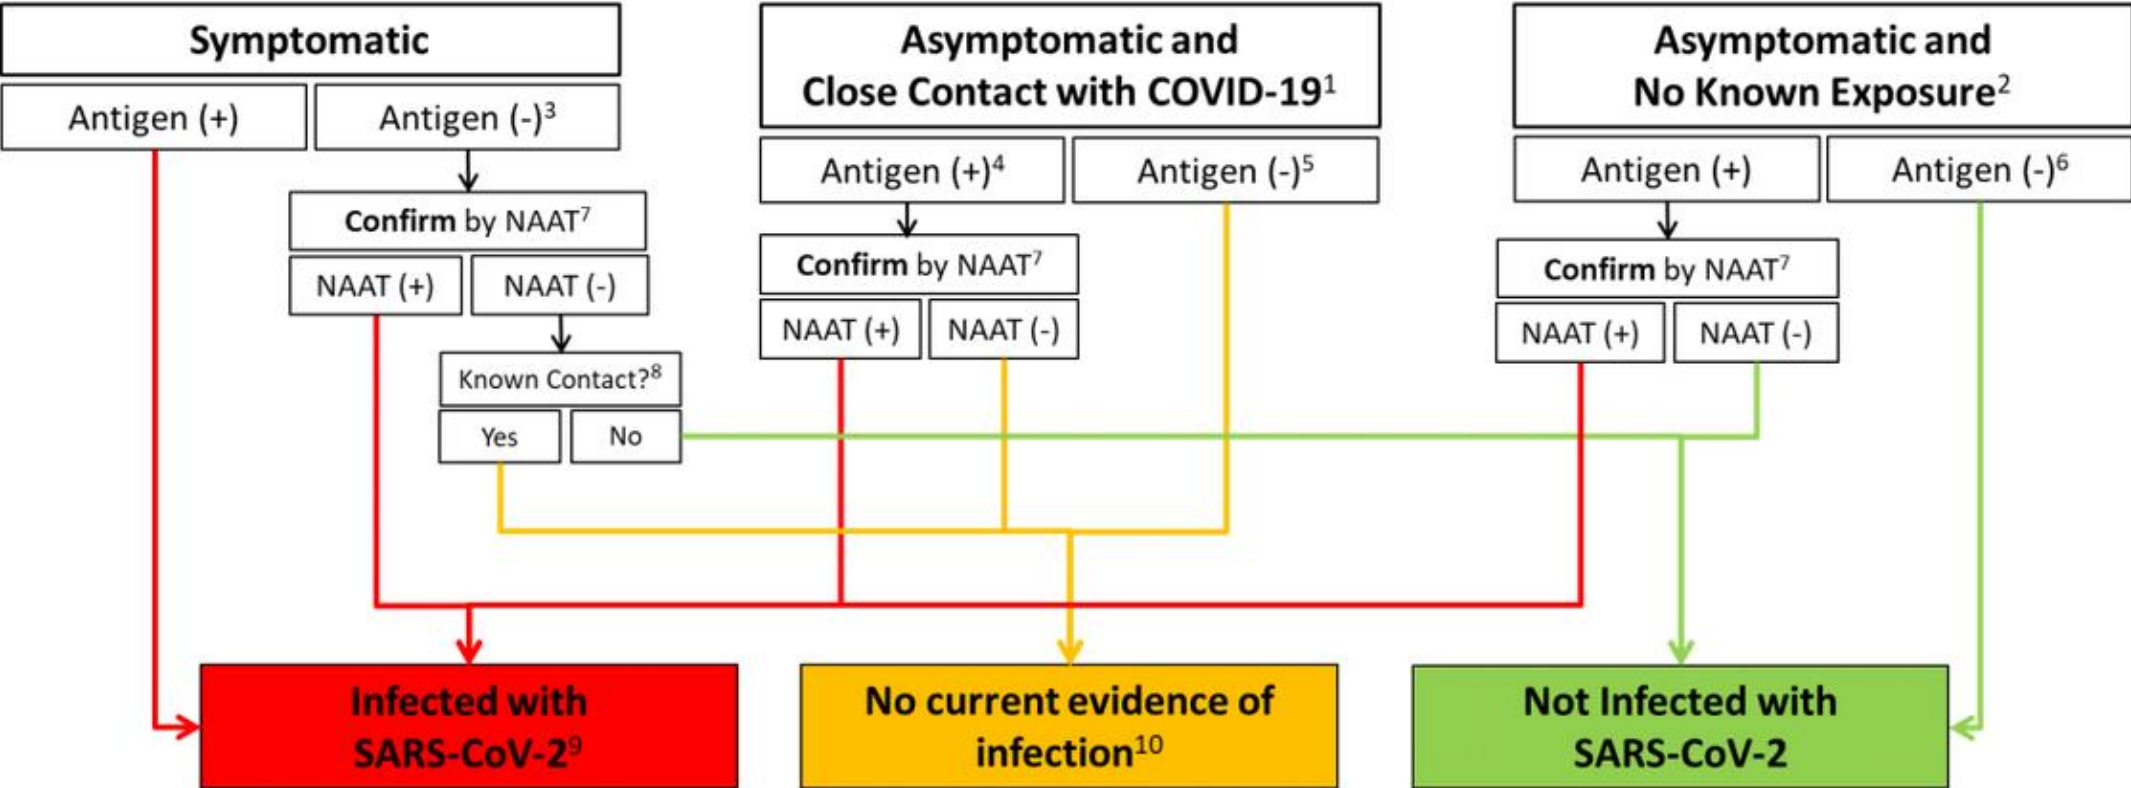 Symptomatic
Antigen (+)
Antigen (-)3
Confirm by NAAT7
NAAT (+)
NAAT (-)
Known Contact?8
Yes
No
Asymptomatic and
Close Contact with COVID-191
Antigen (+)4
Antigen (-)5
Confirm by NAAT7
NAAT (+)
NAAT (-)
Asymptomatic and
No Known Exposure2
Antigen (+)
Antigen (-)6
Confirm by NAAT7
NAAT (+)
NAAT (-)
Infected with
SARS-CoV-29
No current evidence of
infection10
Not Infected with
SARS-CoV-2